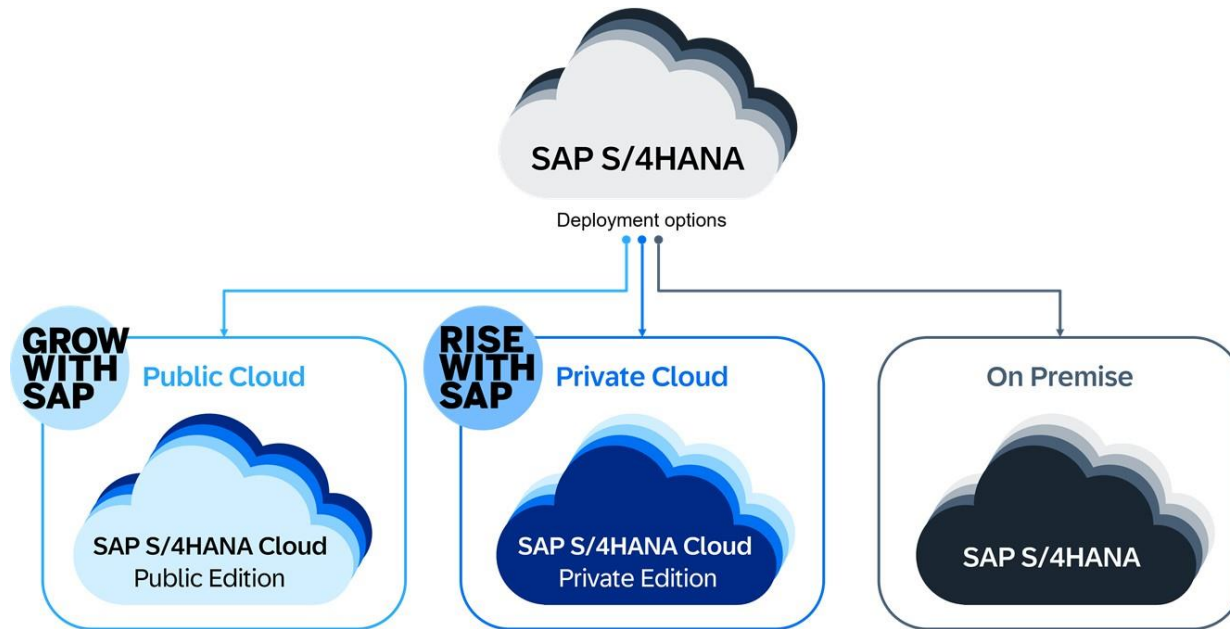 SAP S/4HANA
Deployment options
GROW
WITH
SAP
Public Cloud
SAP S/4HANA Cloud
Public Edition
RISE
WITH
SAP
Private Cloud
SAP S/4HANA Cloud
Private Edition
On Premise
SAP S/4HANA